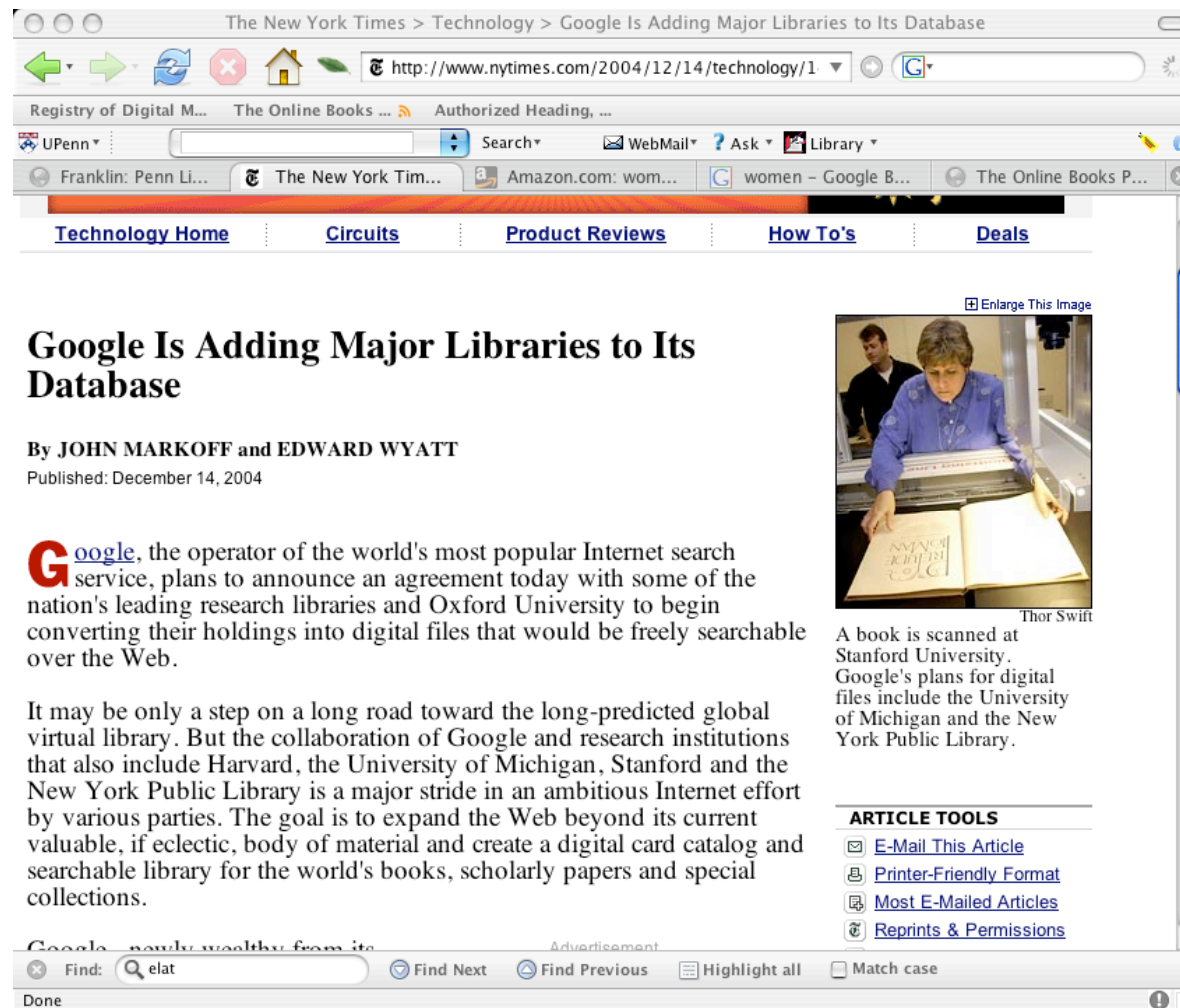 The New York Times > Technology > Google Is Adding Major Libraries to Its Database
http://www.nytimes.com/2004/12/14/technology/1
G
Registry of Digital M... The Online Books ... Authorized Heading, ...
UPenn Search WebMail ? Ask Library
Franklin: Penn Li... The New York Tim... Amazon.com: wom... women – Google B... The Online Books P...
Technology Home Circuits Product Reviews How To's Deals
Enlarge This Image
Google Is Adding Major Libraries to Its
Database
By JOHN MARKOFF and EDWARD WYATT
Published: December 14, 2004
Google, the operator of the world's most popular Internet search
service, plans to announce an agreement today with some of the
nation's leading research libraries and Oxford University to begin
converting their holdings into digital files that would be freely searchable
over the Web.
It may be only a step on a long road toward the long-predicted global
virtual library. But the collaboration of Google and research institutions
that also include Harvard, the University of Michigan, Stanford and the
New York Public Library is a major stride in an ambitious Internet effort
by various parties. The goal is to expand the Web beyond its current
valuable, if eclectic, body of material and create a digital card catalog and
searchable library for the world's books, scholarly papers and special
collections.
Google - newly wealthy from its
Advertisement
Thor Swift
A book is scanned at
Stanford University.
Google's plans for digital
files include the University
of Michigan and the New
York Public Library.
ARTICLE TOOLS
E-Mail This Article
Printer-Friendly Format
Most E-Mailed Articles
Reprints & Permissions
Find: elat Find Next Find Previous Highlight all Match case
Done